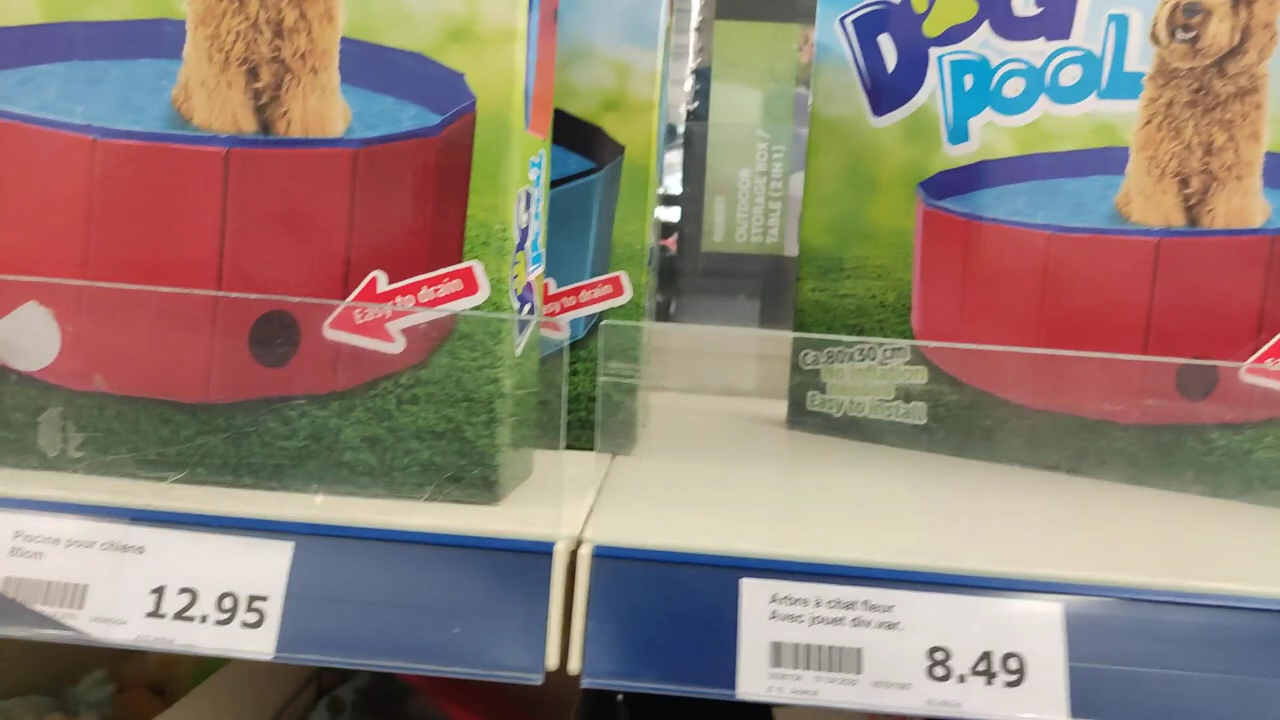 DOG
POOL
OUTDOOR
STORAGE BOX/
TABLE (2 IN 1)
Easy to drain
sy to drain
Ca.80x30 cm
No inflation
Easy to install
Piscine pour chiens
80cm
12.95
Arbre à chat fleur
Avec jouet div.var.
8.49